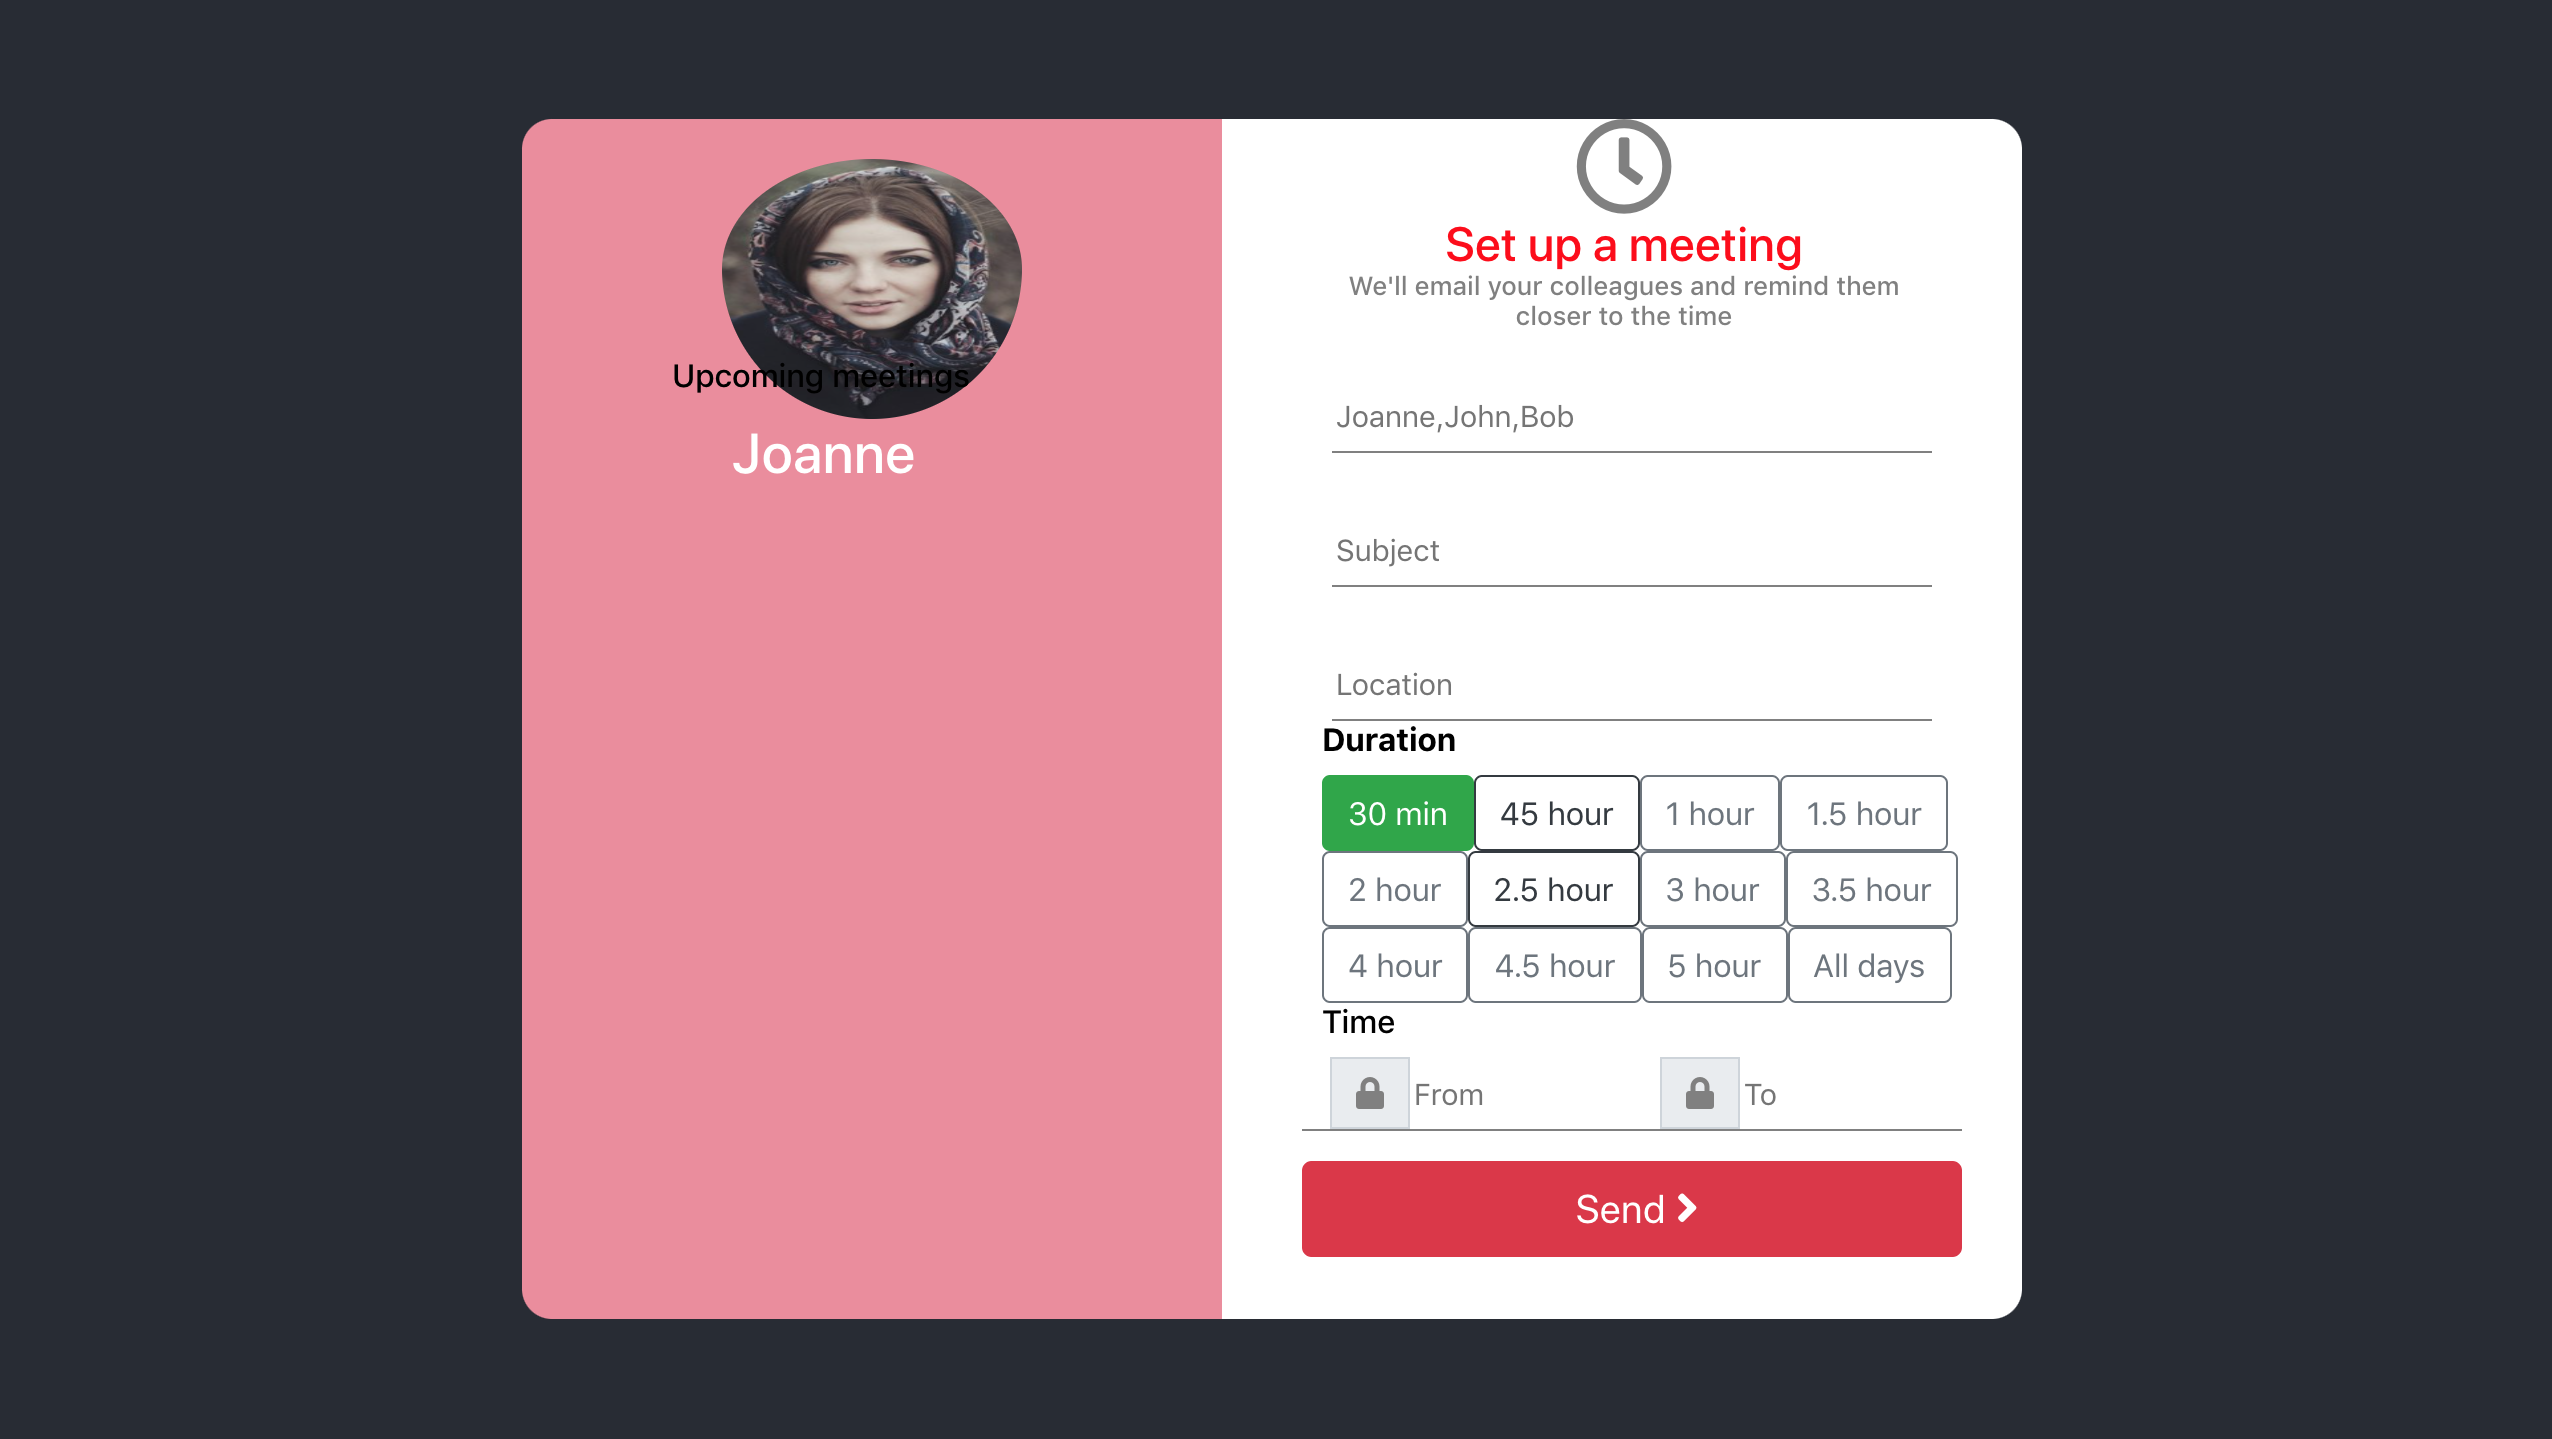 Upcoming meetings
Joanne
Set up a meeting
We'll email your colleagues and remind them
closer to the time
Joanne,John,Bob
Subject
Location
Duration
30 min 45 hour 1 hour 1.5 hour
2 hour 2.5 hour 3 hour 3.5 hour
4 hour 4.5 hour 5 hour All days
Time
From To
Send